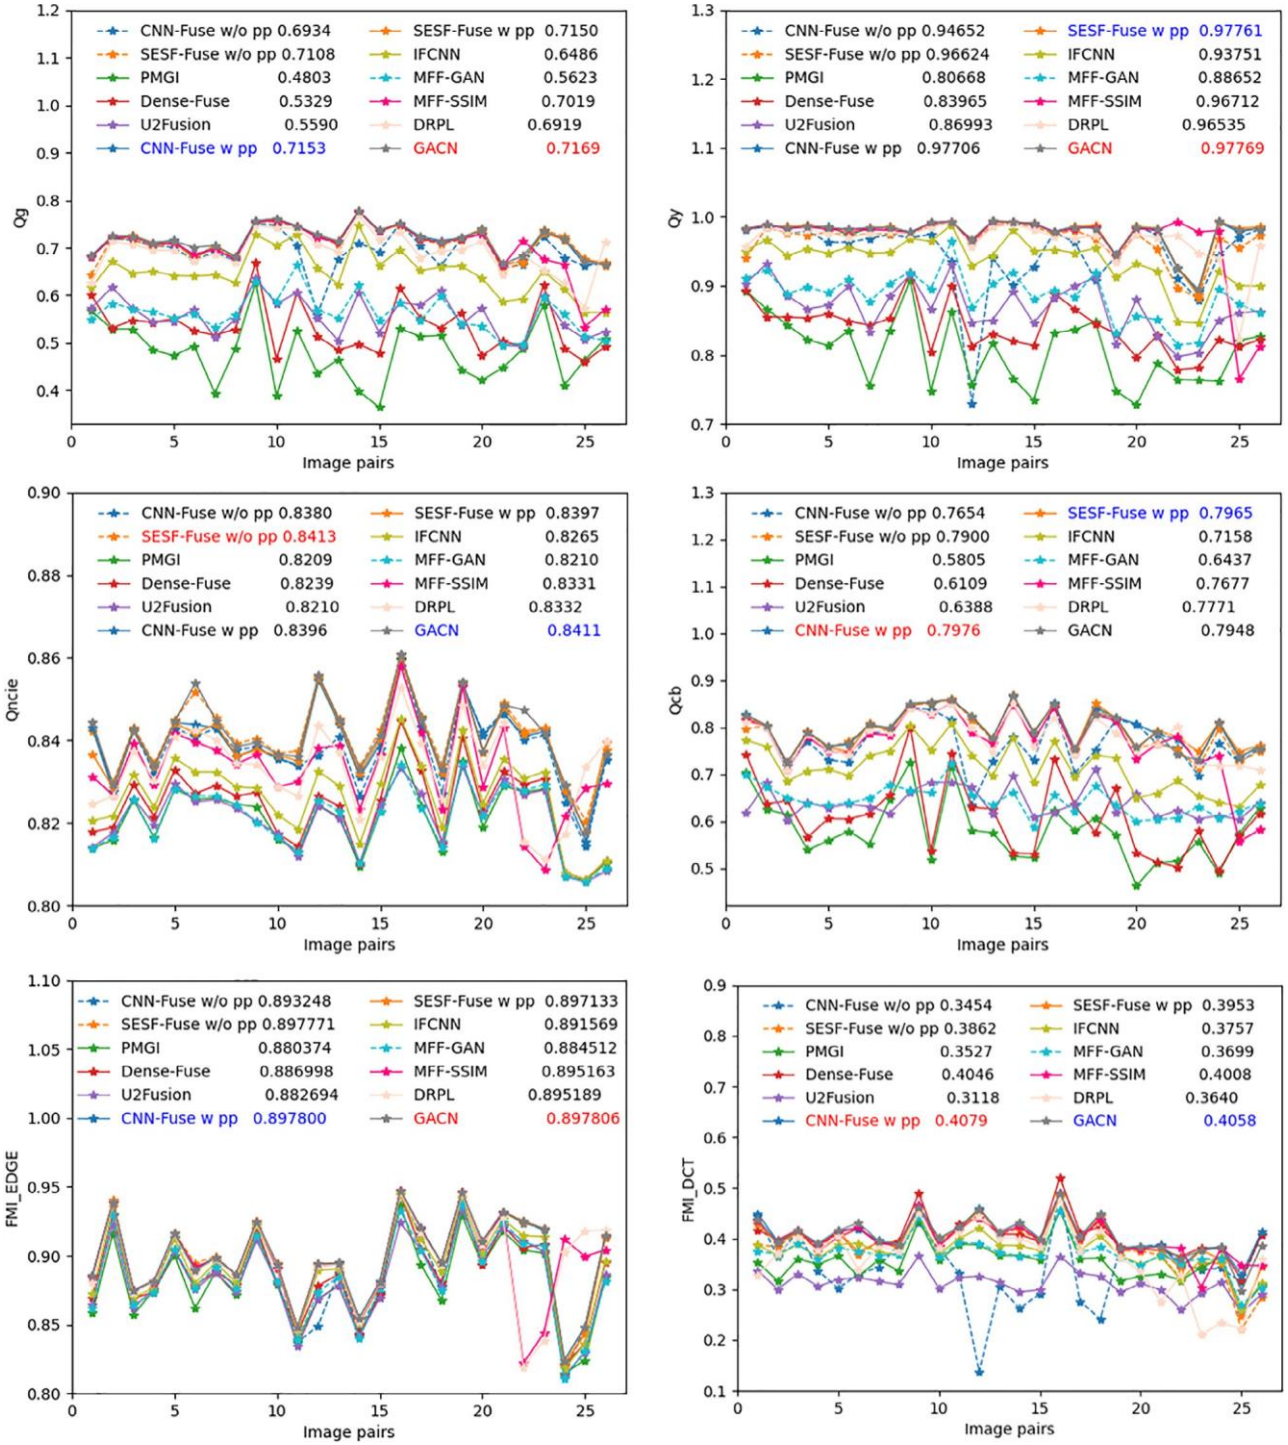 1.2
1.1
1.0
0.9
0.8
0.7
0.6
0.5
0.4
Qg
CNN-Fuse w/o pp 0.6934
SESF-Fuse w/o pp 0.7108
PMGI 0.4803
Dense-Fuse 0.5329
U2Fusion 0.5590
CNN-Fuse w pp 0.7153
SESF-Fuse w pp 0.7150
IFCNN 0.6486
MFF-GAN 0.5623
MFF-SSIM 0.7019
DRPL 0.6919
GACN 0.7169
0 5 10 15 20 25
Image pairs
1.3
1.2
1.1
1.0
0.9
0.8
0.7
Qy
CNN-Fuse w/o pp 0.94652
SESF-Fuse w/o pp 0.96624
PMGI 0.80668
Dense-Fuse 0.83965
U2Fusion 0.86993
CNN-Fuse w pp 0.97706
SESF-Fuse w pp 0.97761
IFCNN 0.93751
MFF-GAN 0.88652
MFF-SSIM 0.96712
DRPL 0.96535
GACN 0.97769
0 5 10 15 20 25
Image pairs
0.90
0.88
0.86
0.84
0.82
0.80
Qncie
CNN-Fuse w/o pp 0.8380
SESF-Fuse w/o pp 0.8413
PMGI 0.8209
Dense-Fuse 0.8239
U2Fusion 0.8210
CNN-Fuse w pp 0.8396
SESF-Fuse w pp 0.8397
IFCNN 0.8265
MFF-GAN 0.8210
MFF-SSIM 0.8331
DRPL 0.8332
GACN 0.8411
0 5 10 15 20 25
Image pairs
1.3
1.2
1.1
1.0
0.9
0.8
0.7
0.6
0.5
Qcb
CNN-Fuse w/o pp 0.7654
SESF-Fuse w/o pp 0.7900
PMGI 0.5805
Dense-Fuse 0.6109
U2Fusion 0.6388
CNN-Fuse w pp 0.7976
SESF-Fuse w pp 0.7965
IFCNN 0.7158
MFF-GAN 0.6437
MFF-SSIM 0.7677
DRPL 0.7771
GACN 0.7948
0 5 10 15 20 25
Image pairs
1.10
1.05
1.00
0.95
0.90
0.85
0.80
FMI_EDGE
CNN-Fuse w/o pp 0.893248
SESF-Fuse w/o pp 0.897771
PMGI 0.880374
Dense-Fuse 0.886998
U2Fusion 0.882694
CNN-Fuse w pp 0.897800
SESF-Fuse w pp 0.897133
IFCNN 0.891569
MFF-GAN 0.884512
MFF-SSIM 0.895163
DRPL 0.895189
GACN 0.897806
0 5 10 15 20 25
Image pairs
0.9
0.8
0.7
0.6
0.5
0.4
0.3
0.2
0.1
FMI_DCT
CNN-Fuse w/o pp 0.3454
SESF-Fuse w/o pp 0.3862
PMGI 0.3527
Dense-Fuse 0.4046
U2Fusion 0.3118
CNN-Fuse w pp 0.4079
SESF-Fuse w pp 0.3953
IFCNN 0.3757
MFF-GAN 0.3699
MFF-SSIM 0.4008
DRPL 0.3640
GACN 0.4058
0 5 10 15 20 25
Image pairs